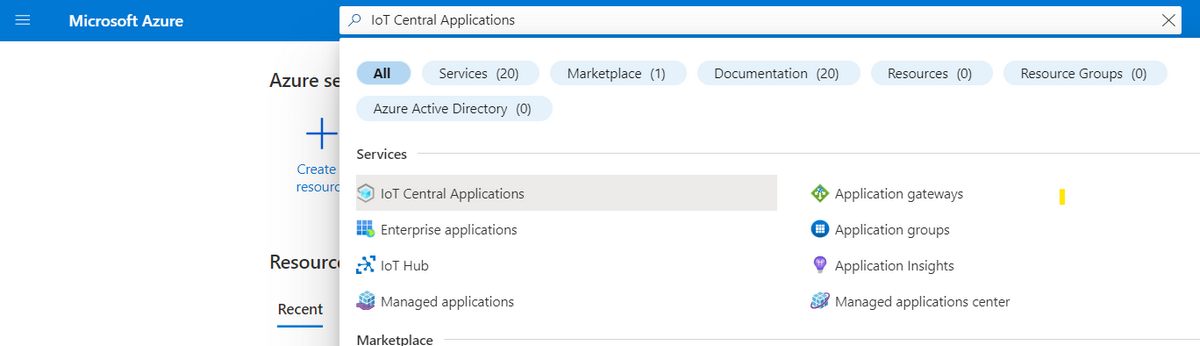 Microsoft Azure
IoT Central Applications
All
Services (20)
Marketplace (1)
Documentation (20)
Resources (0)
Resource Groups (0)
Azure Active Directory (0)
Azure se
Create
resourc
Services
IoT Central Applications
Application gateways
Enterprise applications
Application groups
IoT Hub
Application Insights
Managed applications
Managed applications center
Resourc
Recent
Marketplace